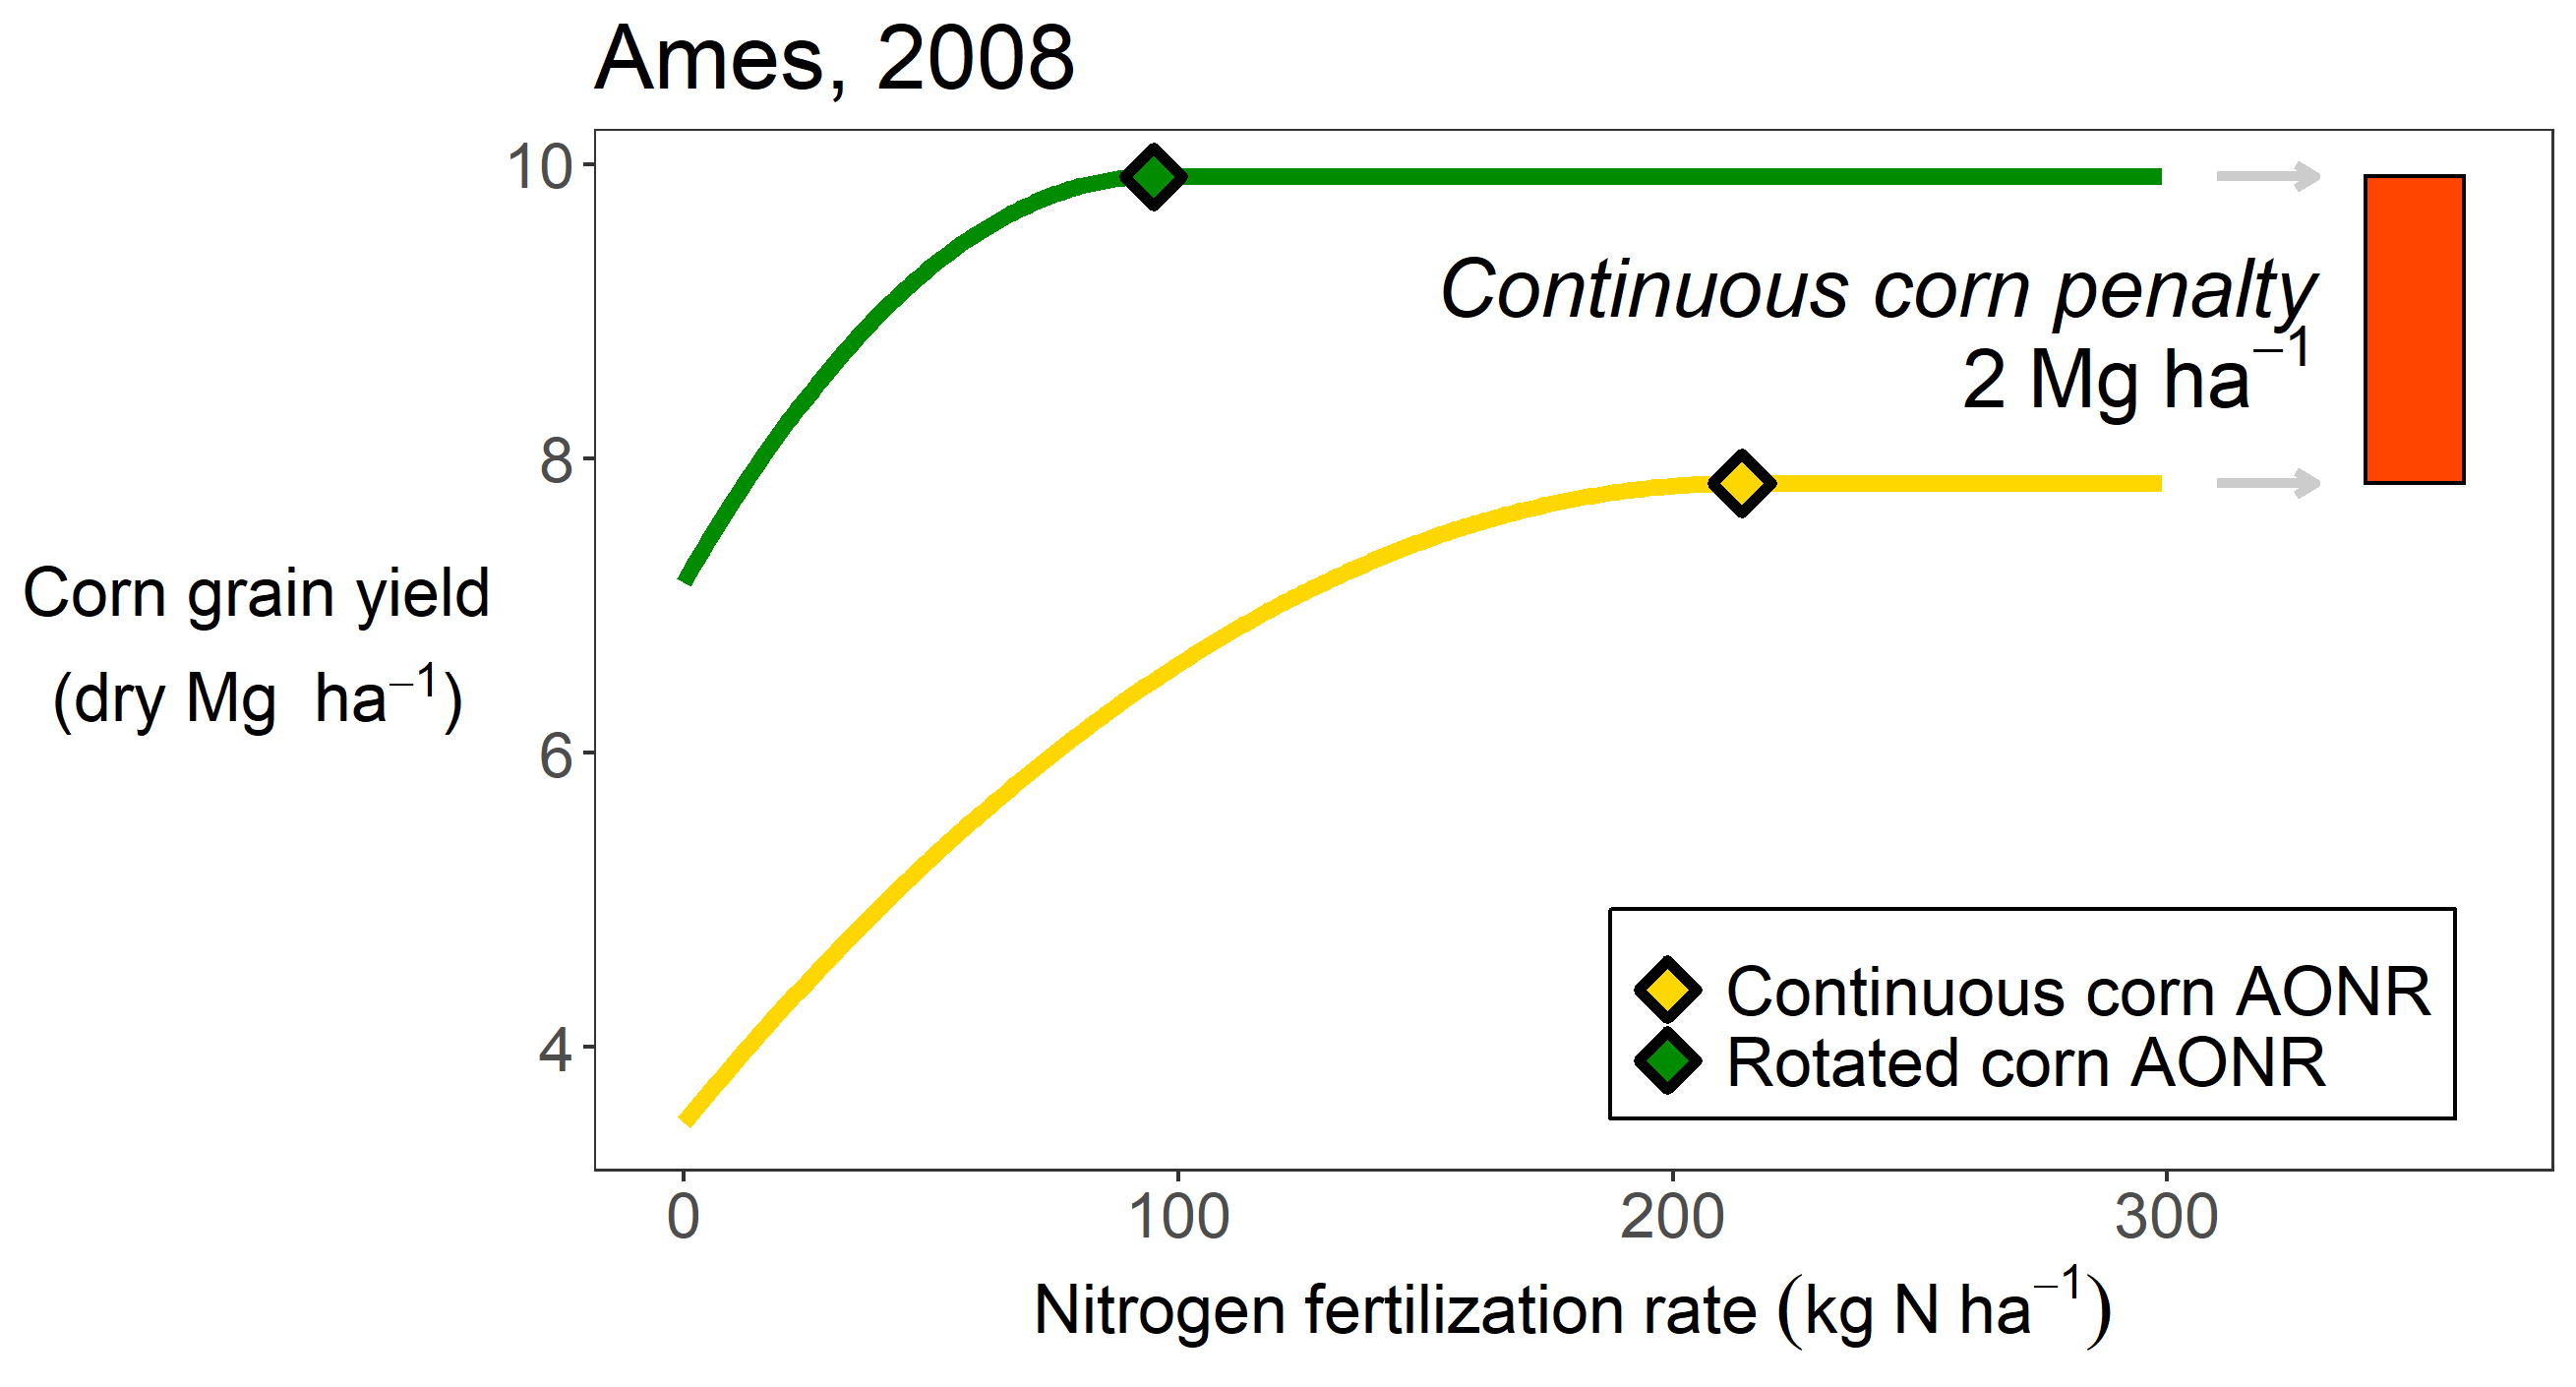 Ames, 2008
10
8
6
4
Corn grain yield
(dry Mg ha⁻¹)
Continuous corn penalty
2 Mg ha⁻¹
Continuous corn AONR
Rotated corn AONR
0 100 200 300
Nitrogen fertilization rate (kg N ha⁻¹)